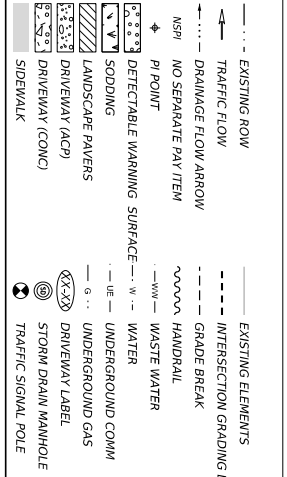 EXISTING ROW
TRAFFIC FLOW
DRAINAGE FLOW ARROW
NSPI NO SEPARATE PAY ITEM
PI POINT
DETECTABLE WARNING SURFACE
SODDING
LANDSCAPE PAVERS
DRIVEWAY (ACP)
DRIVEWAY (CONC)
SIDEWALK
EXISTING ELEMENTS
INTERSECTION GRADING
GRADE BREAK
HANDRAIL
WW WASTE WATER
W WATER
UE UNDERGROUND COMM
G UNDERGROUND GAS
XX-XX DRIVEWAY LABEL
SD STORM DRAIN MANHOLE
TRAFFIC SIGNAL POLE